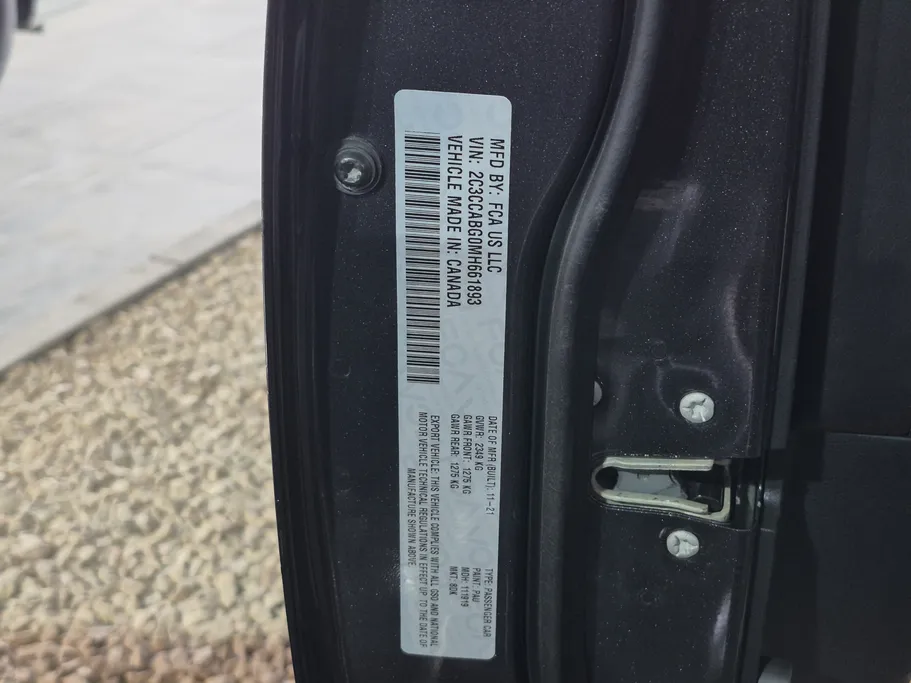 MFD BY: FCA US LLC
VIN: 2C3CCABG0MH661893
VEHICLE MADE IN: CANADA
DATE OF MFR (BUILT): 11-21
GVWR: 2349 KG
GAWR FRONT: 1275 KG
GAWR REAR: 1275 KG
TYPE: PASSENGER CAR
PAINT: PAU
MDH: 111919
MKT: BDK
EXPORT VEHICLE: THIS VEHICLE COMPLIES WITH ALL GSO AND NATIONAL
MOTOR VEHICLE TECHNICAL REGULATIONS IN EFFECT UP TO THE DATE OF
MANUFACTURE SHOWN ABOVE.